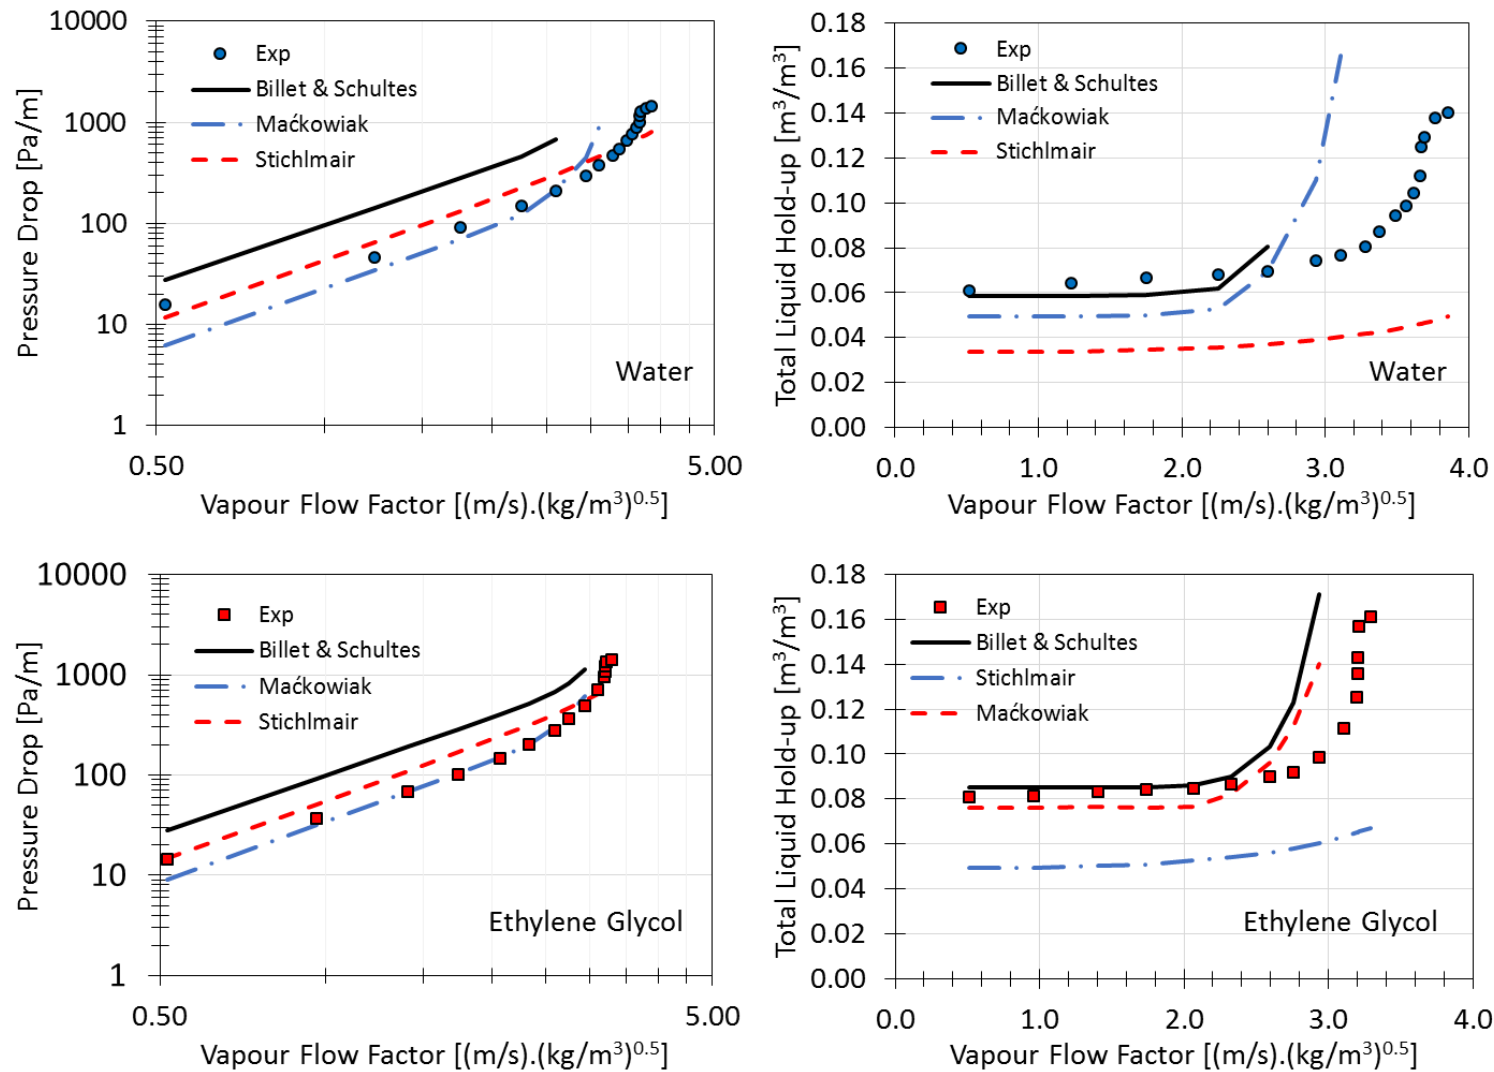 10000
1000
100
10
1
Pressure Drop [Pa/m]
Exp
Billet & Schultes
Maćkowiak
Stichlmair
Water
0.50
5.00
Vapour Flow Factor [(m/s).(kg/m³)⁰·⁵]
0.18
0.16
0.14
0.12
0.10
0.08
0.06
0.04
0.02
0.00
Total Liquid Hold-up [m³/m³]
Exp
Billet & Schultes
Maćkowiak
Stichlmair
Water
0.0 1.0 2.0 3.0 4.0
Vapour Flow Factor [(m/s).(kg/m³)⁰·⁵]
10000
1000
100
10
1
Pressure Drop [Pa/m]
Exp
Billet & Schultes
Maćkowiak
Stichlmair
Ethylene Glycol
0.50
5.00
Vapour Flow Factor [(m/s).(kg/m³)⁰·⁵]
0.18
0.16
0.14
0.12
0.10
0.08
0.06
0.04
0.02
0.00
Total Liquid Hold-up [m³/m³]
Exp
Billet & Schultes
Stichlmair
Maćkowiak
Ethylene Glycol
0.0 1.0 2.0 3.0 4.0
Vapour Flow Factor [(m/s).(kg/m³)⁰·⁵]